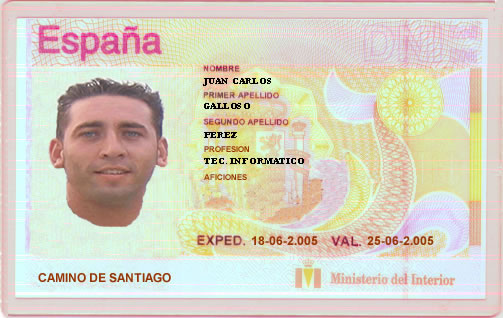 España
DNE
NOMBRE
JUAN CARLOS
PRIMER APELLIDO
GALLOSO
SEGUNDO APELLIDO
PEREZ
PROFESION
TEC. INFORMATICO
AFICIONES
EXPED. 18-06-2.005 VAL. 25-06-2.005
CAMINO DE SANTIAGO
Ministerio del Interior